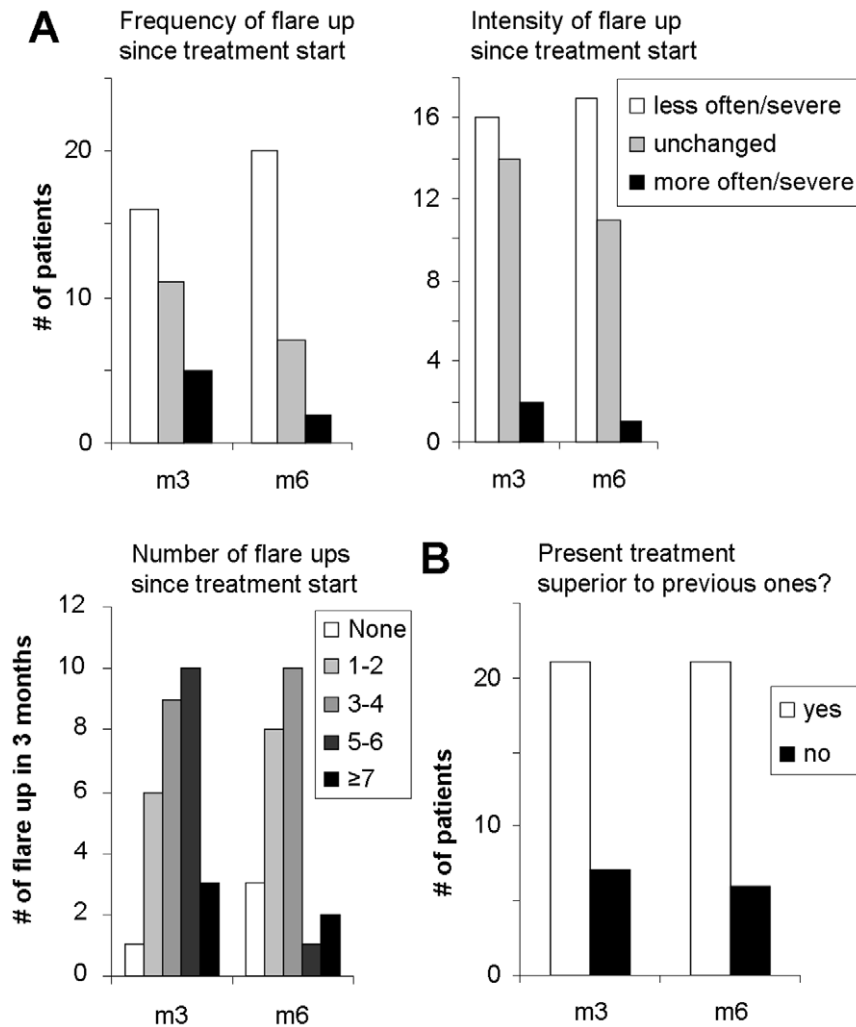 A
Frequency of flare up
since treatment start
# of patients
20
10
0
m3
m6
Intensity of flare up
since treatment start
16
12
8
4
0
m3
m6
less often/severe
unchanged
more often/severe
Number of flare ups
since treatment start
# of flare up in 3 months
12
10
8
6
4
2
0
m3
m6
None
1-2
3-4
5-6
≥7
B
Present treatment
superior to previous ones?
# of patients
20
10
0
m3
m6
yes
no